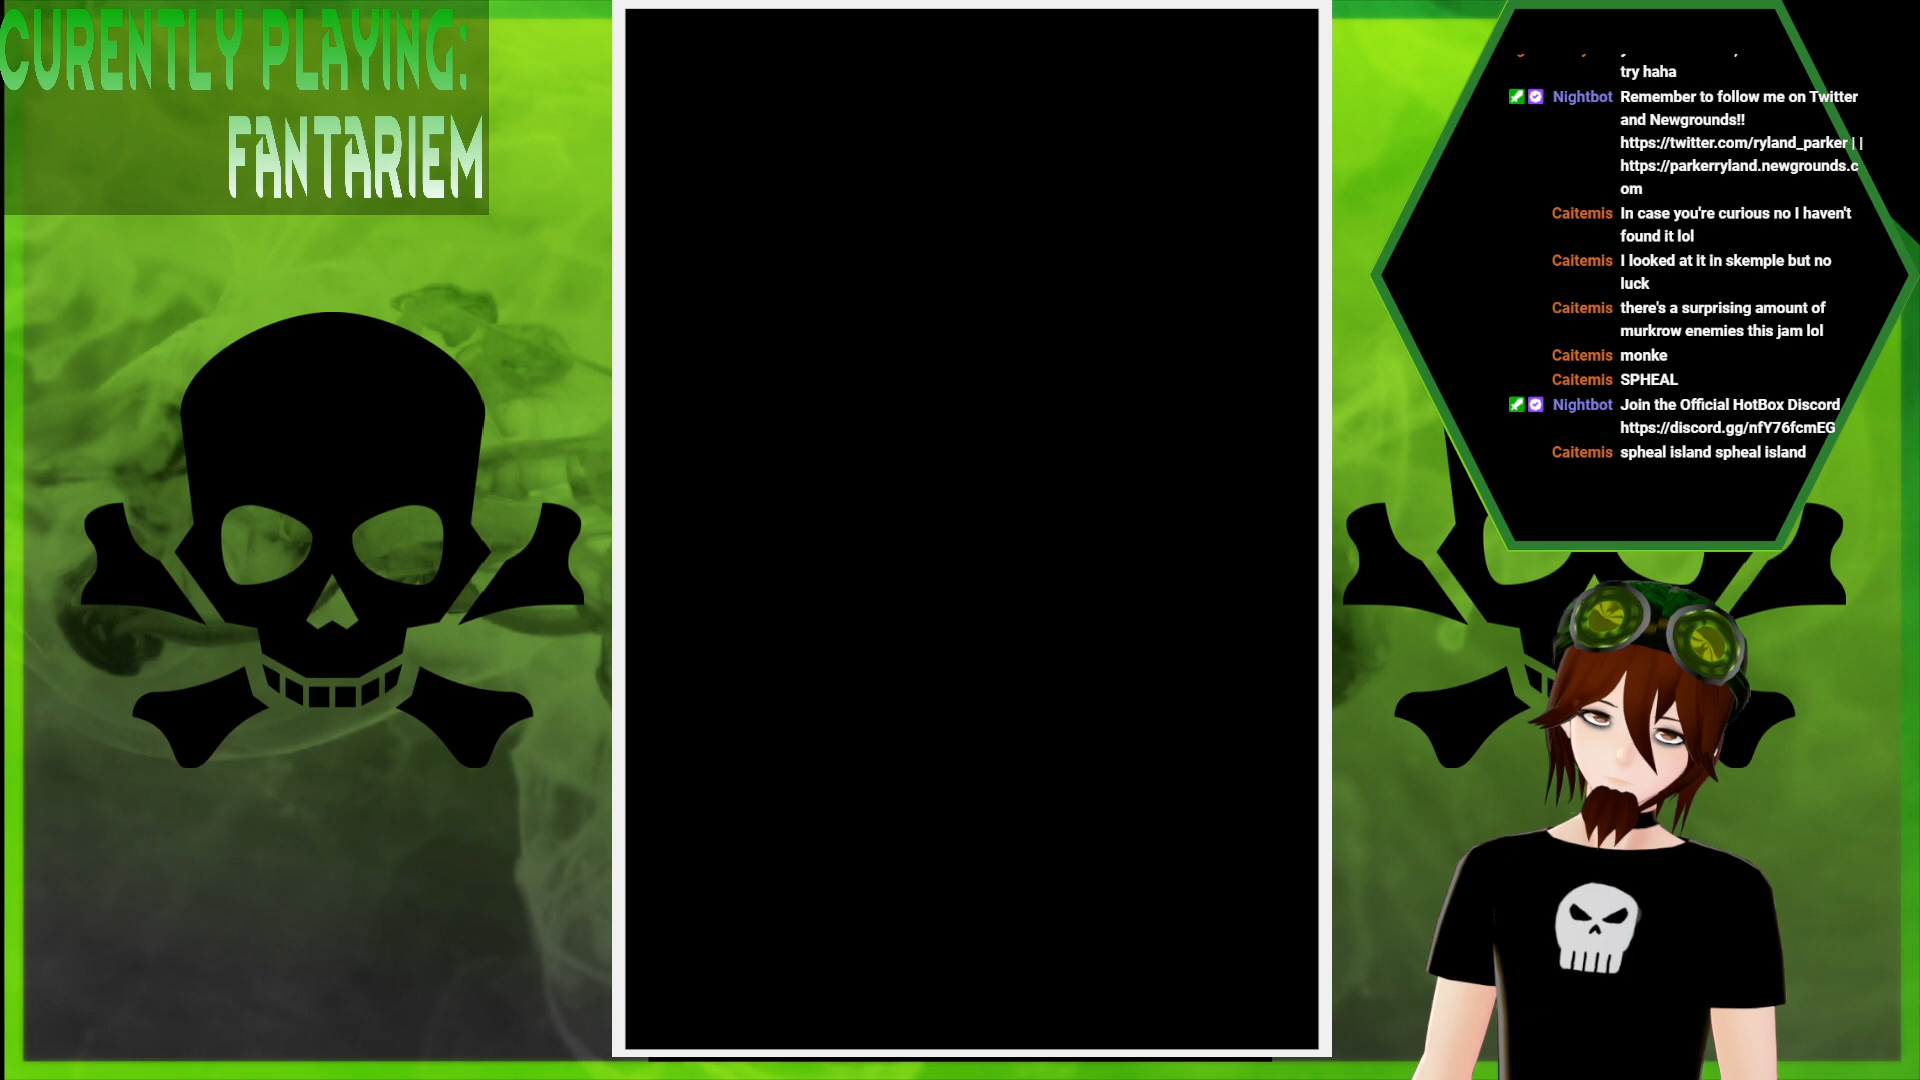 CURENTLY PLAYING:
FANTARIEM
try haha
Nightbot Remember to follow me on Twitter
and Newgrounds!!
https://twitter.com/ryland_parker | |
https://parkerryland.newgrounds.c
om
Caitemis In case you're curious no I haven't
found it lol
Caitemis I looked at it in skemple but no
luck
Caitemis there's a surprising amount of
murkrow enemies this jam lol
Caitemis monke
Caitemis SPHEAL
Nightbot Join the Official HotBox Discord
https://discord.gg/nfY76fcmEG
Caitemis spheal island spheal island